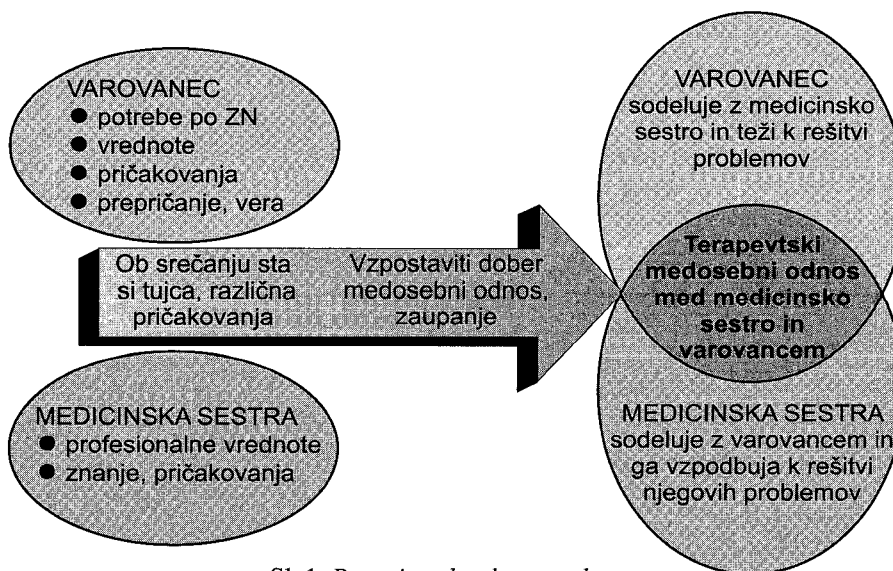 VAROVANEC
● potrebe po ZN
● vrednote
● pričakovanja
● prepričanje, vera
Ob srečanju sta
si tujca, različna
pričakovanja
Vzpostaviti dober
medosebni odnos,
zaupanje
MEDICINSKA SESTRA
● profesionalne vrednote
● znanje, pričakovanja
VAROVANEC
sodeluje z medicinsko
sestro in teži k rešitvi
problemov
Terapevtski
medosebni odnos
med medicinsko
sestro in
varovancem
MEDICINSKA SESTRA
sodeluje z varovancem in
ga vzpodbuja k rešitvi
njegovih problemov
Sl. 1.